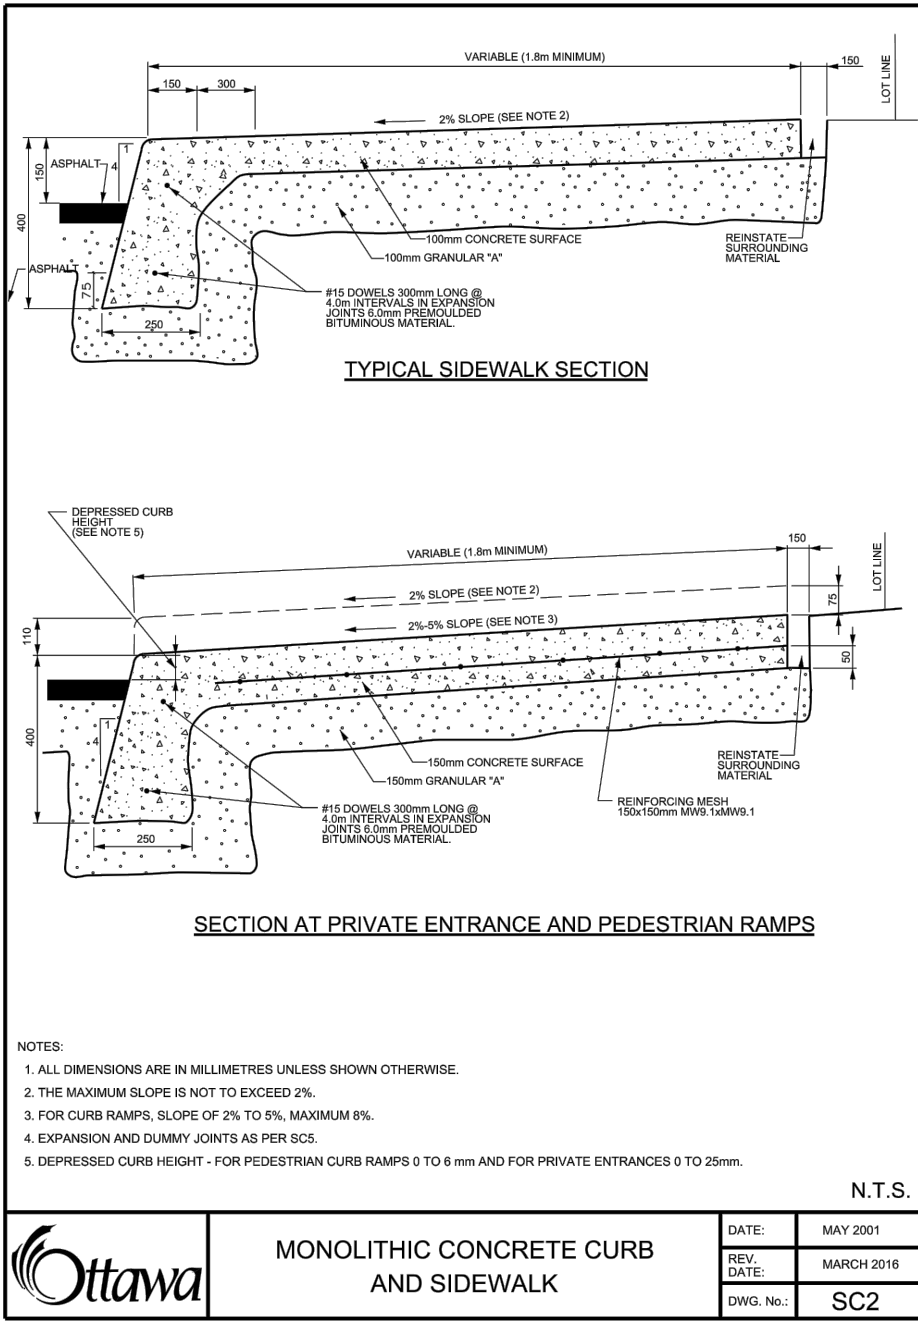 VARIABLE (1.8m MINIMUM)
150
LOT LINE
150
300
2% SLOPE (SEE NOTE 2)
1
4
ASPHALT
150
400
ASPHALT
75
250
100mm CONCRETE SURFACE
100mm GRANULAR "A"
REINSTATE
SURROUNDING
MATERIAL
#15 DOWELS 300mm LONG @
4.0m INTERVALS IN EXPANSION
JOINTS 6.0mm PREMOULDED
BITUMINOUS MATERIAL.
TYPICAL SIDEWALK SECTION
DEPRESSED CURB
HEIGHT
(SEE NOTE 5)
VARIABLE (1.8m MINIMUM)
150
LOT LINE
2% SLOPE (SEE NOTE 2)
75
2%-5% SLOPE (SEE NOTE 3)
110
50
400
1
4
250
150mm CONCRETE SURFACE
150mm GRANULAR "A"
REINSTATE
SURROUNDING
MATERIAL
REINFORCING MESH
150x150mm MW9.1xMW9.1
#15 DOWELS 300mm LONG @
4.0m INTERVALS IN EXPANSION
JOINTS 6.0mm PREMOULDED
BITUMINOUS MATERIAL.
SECTION AT PRIVATE ENTRANCE AND PEDESTRIAN RAMPS
NOTES:
1. ALL DIMENSIONS ARE IN MILLIMETRES UNLESS SHOWN OTHERWISE.
2. THE MAXIMUM SLOPE IS NOT TO EXCEED 2%.
3. FOR CURB RAMPS, SLOPE OF 2% TO 5%, MAXIMUM 8%.
4. EXPANSION AND DUMMY JOINTS AS PER SC5.
5. DEPRESSED CURB HEIGHT - FOR PEDESTRIAN CURB RAMPS 0 TO 6 mm AND FOR PRIVATE ENTRANCES 0 TO 25mm.
N.T.S.
Ottawa
MONOLITHIC CONCRETE CURB
AND SIDEWALK
DATE:
MAY 2001
REV.
DATE:
MARCH 2016
DWG. No.:
SC2